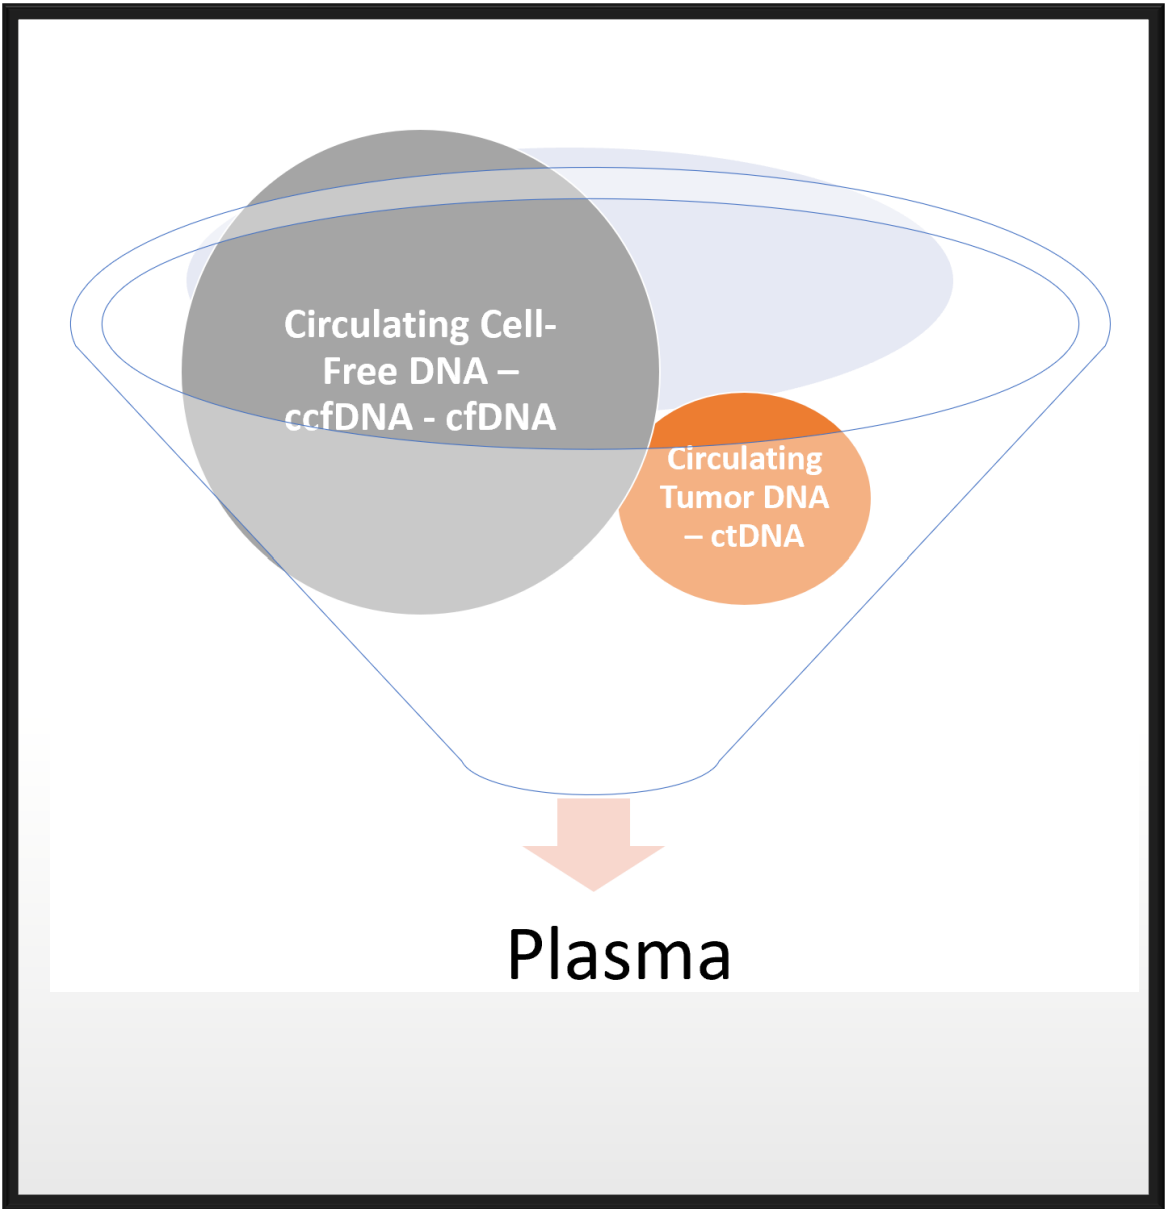 Circulating Cell-
Free DNA –
ccfDNA - cfDNA
Circulating
Tumor DNA
– ctDNA
Plasma